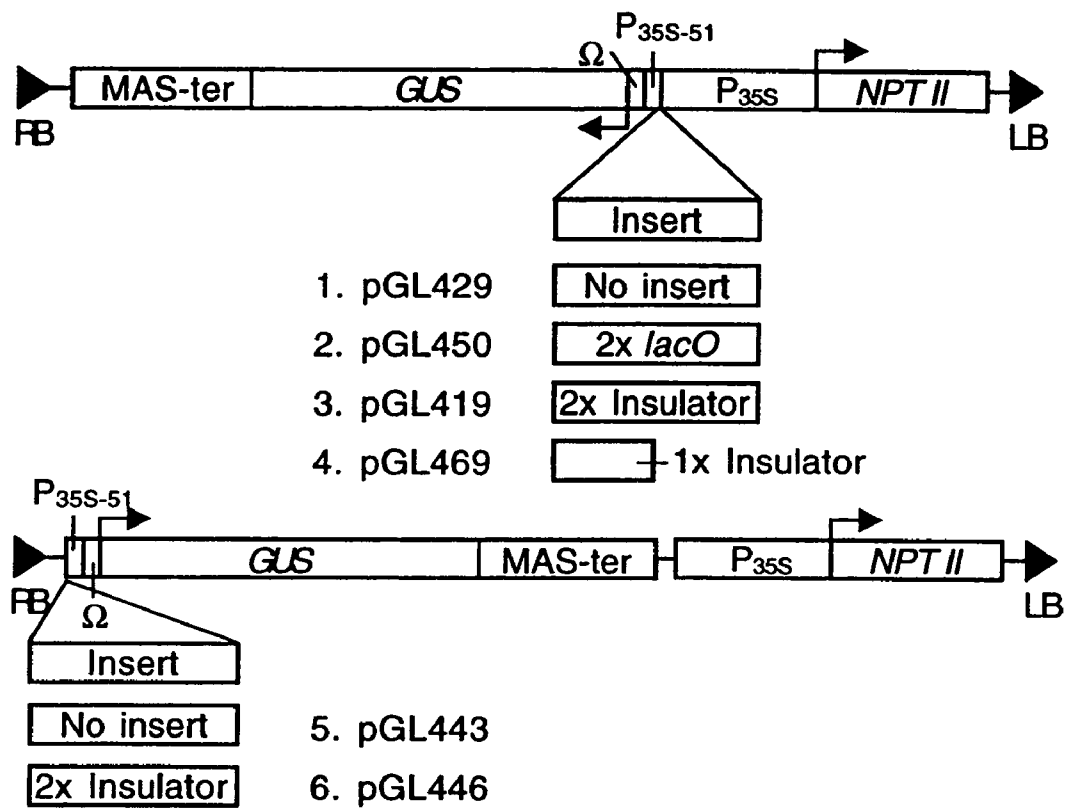 P35S-51
Ω
MAS-ter GUS P35S NPT II
RB LB
Insert
1. pGL429 No insert
2. pGL450 2x lacO
3. pGL419 2x Insulator
4. pGL469 1x Insulator
P35S-51
GUS MAS-ter P35S NPT II
RB Ω LB
Insert
No insert 5. pGL443
2x Insulator 6. pGL446